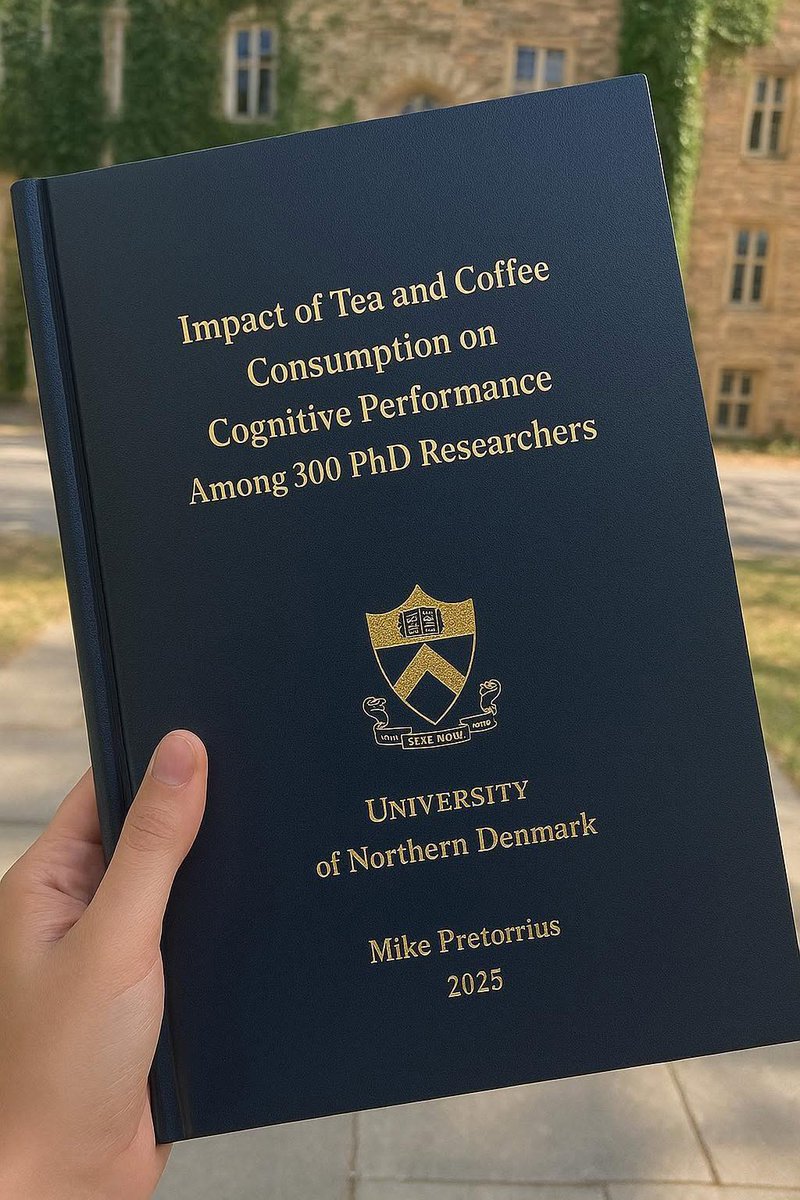 Impact of Tea and Coffee
Consumption on
Cognitive Performance
Among 300 PhD Researchers
SEXE NOW.
UNIVERSITY
of Northern Denmark
Mike Pretorrius
2025